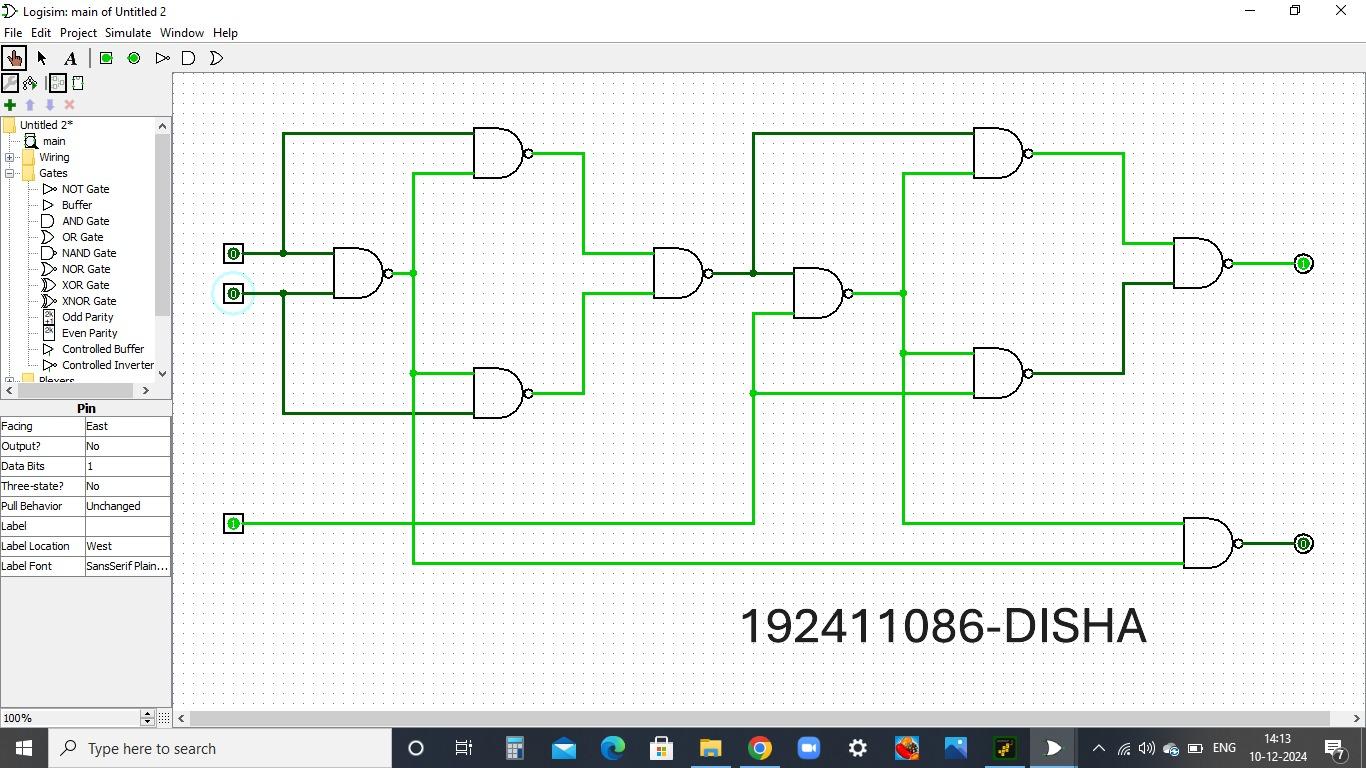 Logisim: main of Untitled 2
File Edit Project Simulate Window Help
A
Untitled 2*
main
Wiring
Gates
NOT Gate
Buffer
AND Gate
OR Gate
NAND Gate
NOR Gate
XOR Gate
XNOR Gate
Odd Parity
Even Parity
Controlled Buffer
Controlled Inverter
Plexers
Pin
Facing East
Output? No
Data Bits 1
Three-state? No
Pull Behavior Unchanged
Label
Label Location West
Label Font SansSerif Plain...
100%
0
0
1
1
0
192411086-DISHA
Type here to search
ENG
14:13
10-12-2024
7